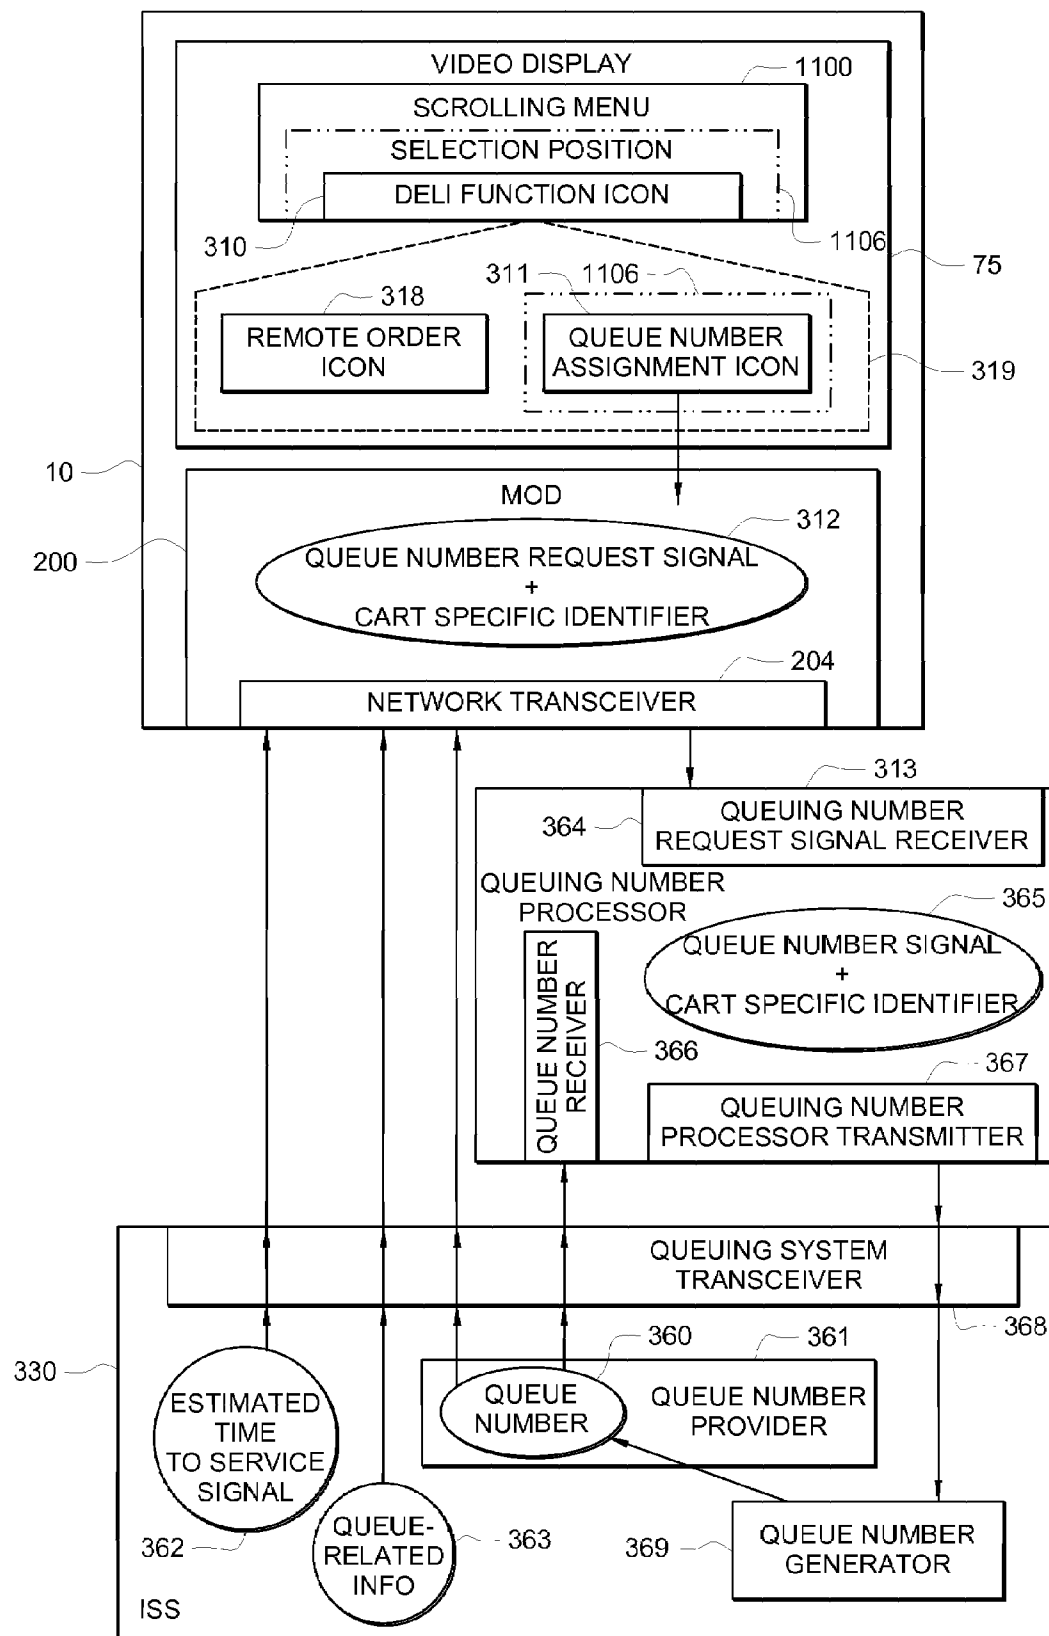 VIDEO DISPLAY
1100
SCROLLING MENU
SELECTION POSITION
DELI FUNCTION ICON
310
1106
75
311
1106
318
REMOTE ORDER
ICON
QUEUE NUMBER
ASSIGNMENT ICON
319
10
MOD
312
200
QUEUE NUMBER REQUEST SIGNAL
+
CART SPECIFIC IDENTIFIER
204
NETWORK TRANSCEIVER
313
364
QUEUING NUMBER
REQUEST SIGNAL RECEIVER
QUEUING NUMBER
PROCESSOR
365
QUEUE NUMBER SIGNAL
+
CART SPECIFIC IDENTIFIER
QUEUE NUMBER
RECEIVER
366
367
QUEUING NUMBER
PROCESSOR TRANSMITTER
QUEUING SYSTEM
TRANSCEIVER
368
330
360
361
ESTIMATED
TIME
TO SERVICE
SIGNAL
QUEUE
NUMBER
QUEUE NUMBER
PROVIDER
362
QUEUE-
RELATED
INFO
363
369
QUEUE NUMBER
GENERATOR
ISS